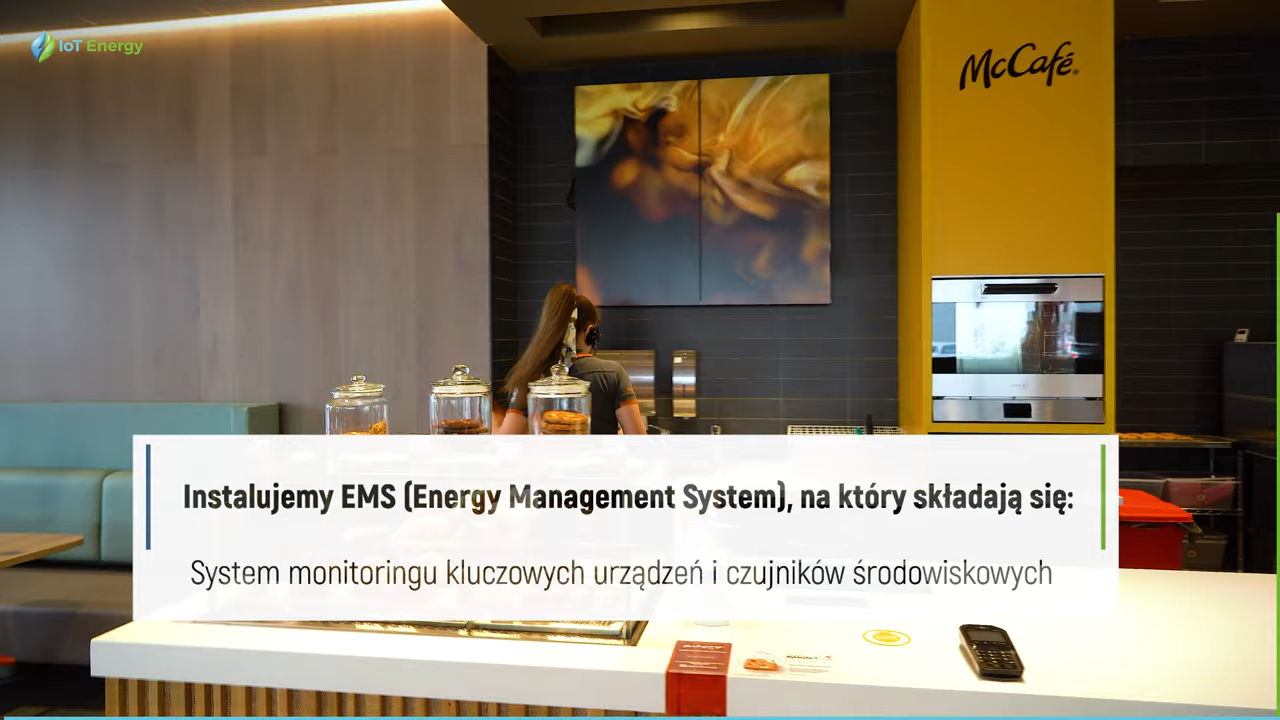 IoT Energy
McCafé®
Instalujemy EMS (Energy Management System), na który składają się:
System monitoringu kluczowych urządzeń i czujników środowiskowych